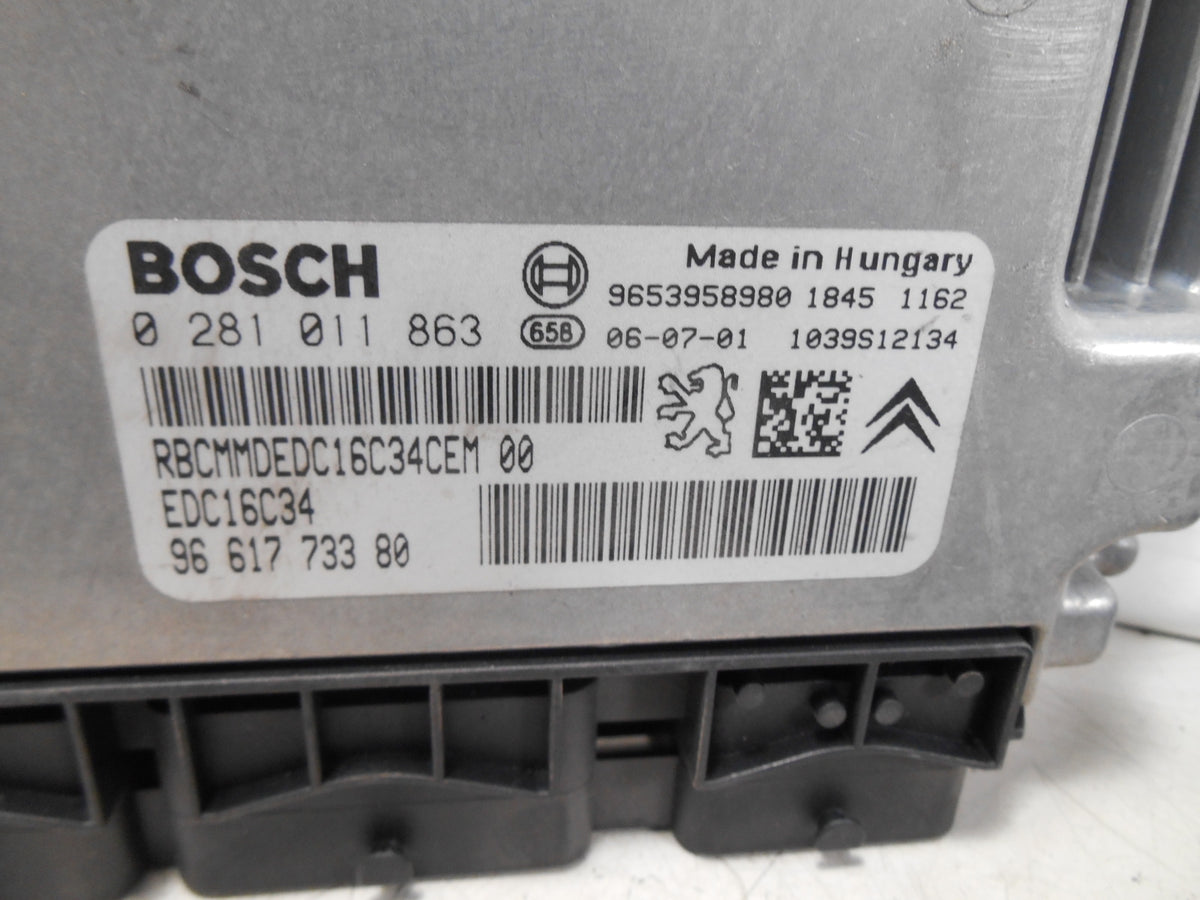 BOSCH
Made in Hungary
9653958980 1845 1162
0 281 011 863
658
06-07-01 1039S12134
RBCMMDEDC16C34CEM 00
EDC16C34
96 617 733 80